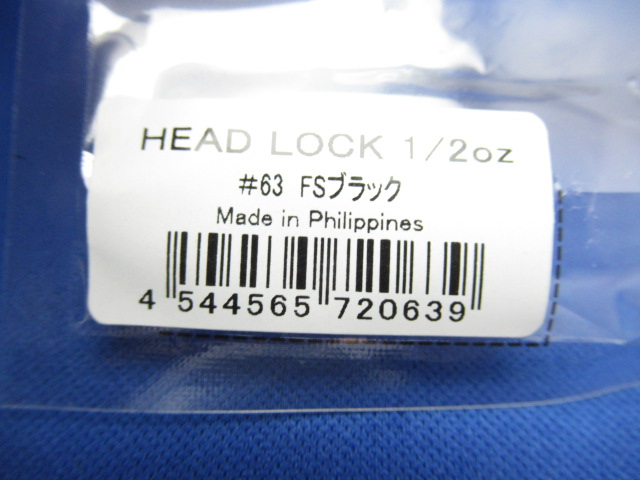 HEAD LOCK 1/2oz
#63 FSブラック
Made in Philippines
4 544565 720639